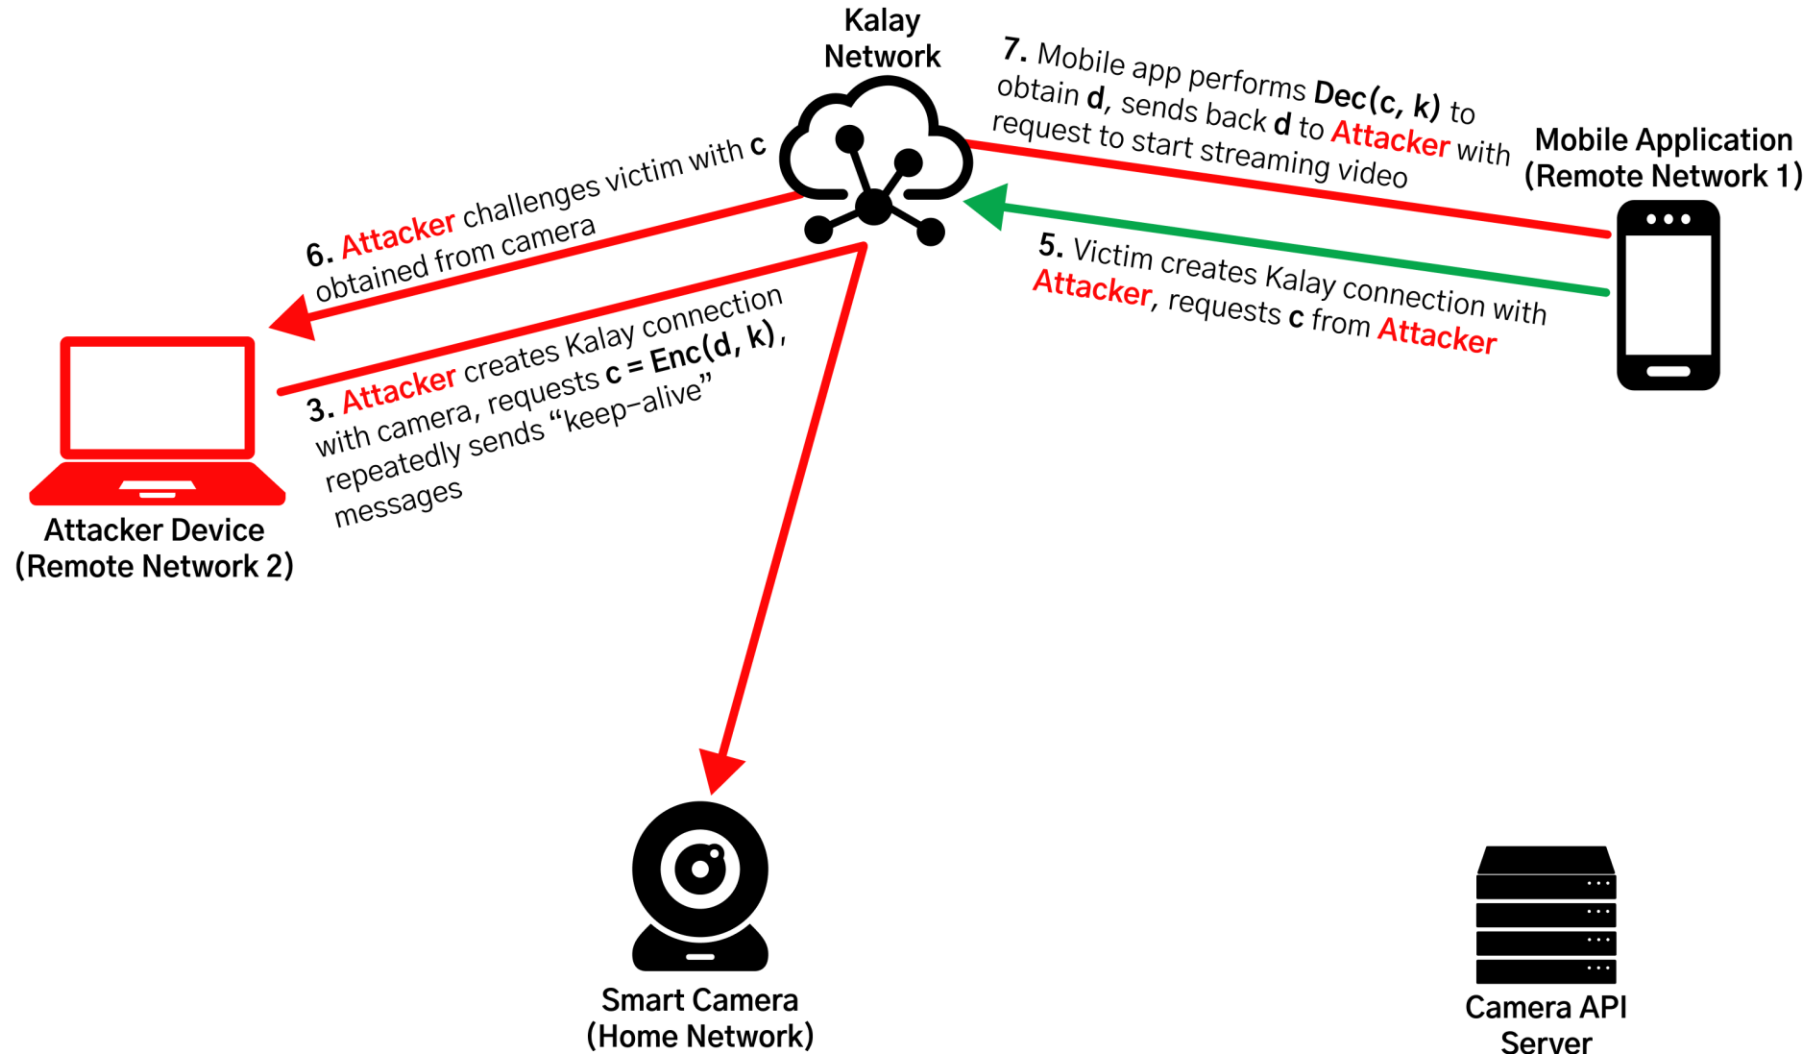 Kalay
Network
7. Mobile app performs Dec(c, k) to
obtain d, sends back d to Attacker with
request to start streaming video
Mobile Application
(Remote Network 1)
6. Attacker challenges victim with c
obtained from camera
5. Victim creates Kalay connection with
Attacker, requests c from Attacker
3. Attacker creates Kalay connection
with camera, requests c = Enc(d, k),
repeatedly sends “keep-alive”
messages
Attacker Device
(Remote Network 2)
Smart Camera
(Home Network)
Camera API
Server